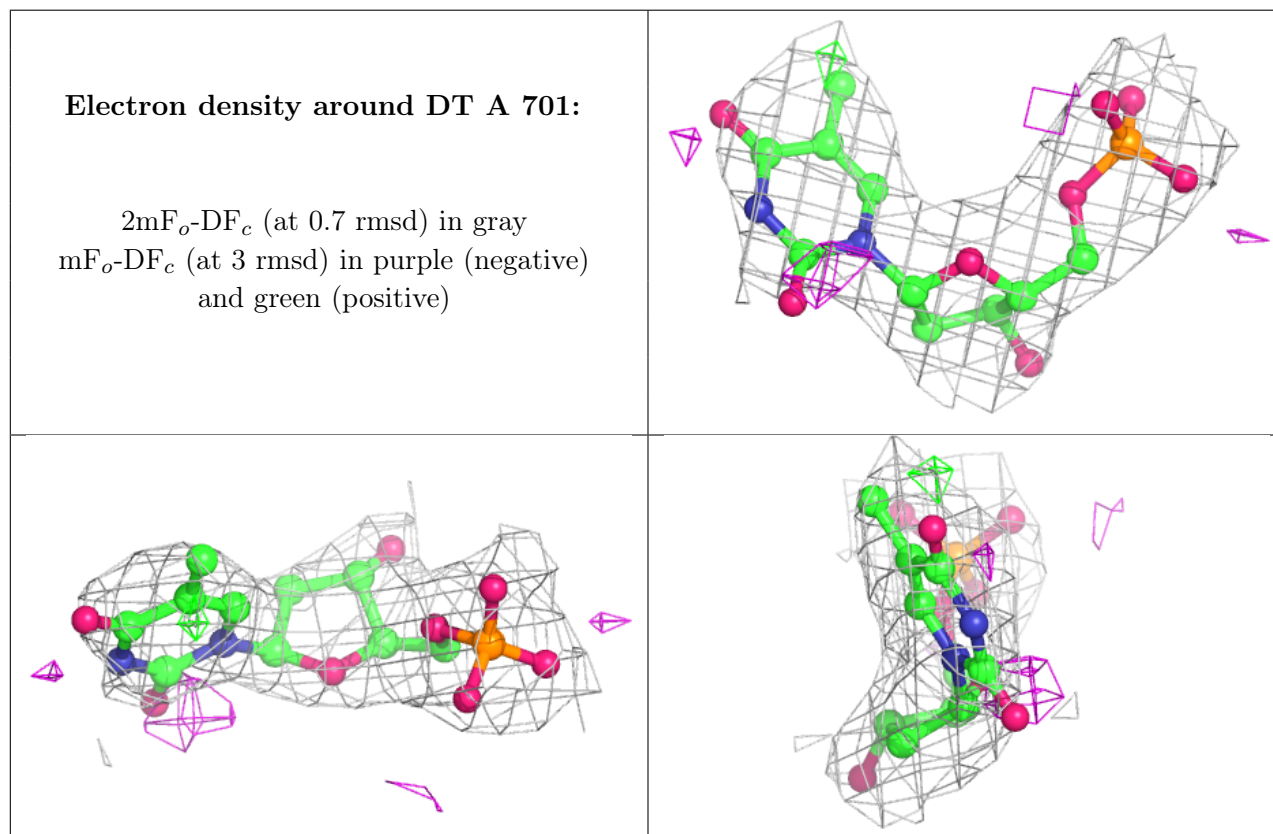 Electron density around DT A 701:
2mFo-DFc (at 0.7 rmsd) in gray
mFo-DFc (at 3 rmsd) in purple (negative)
and green (positive)